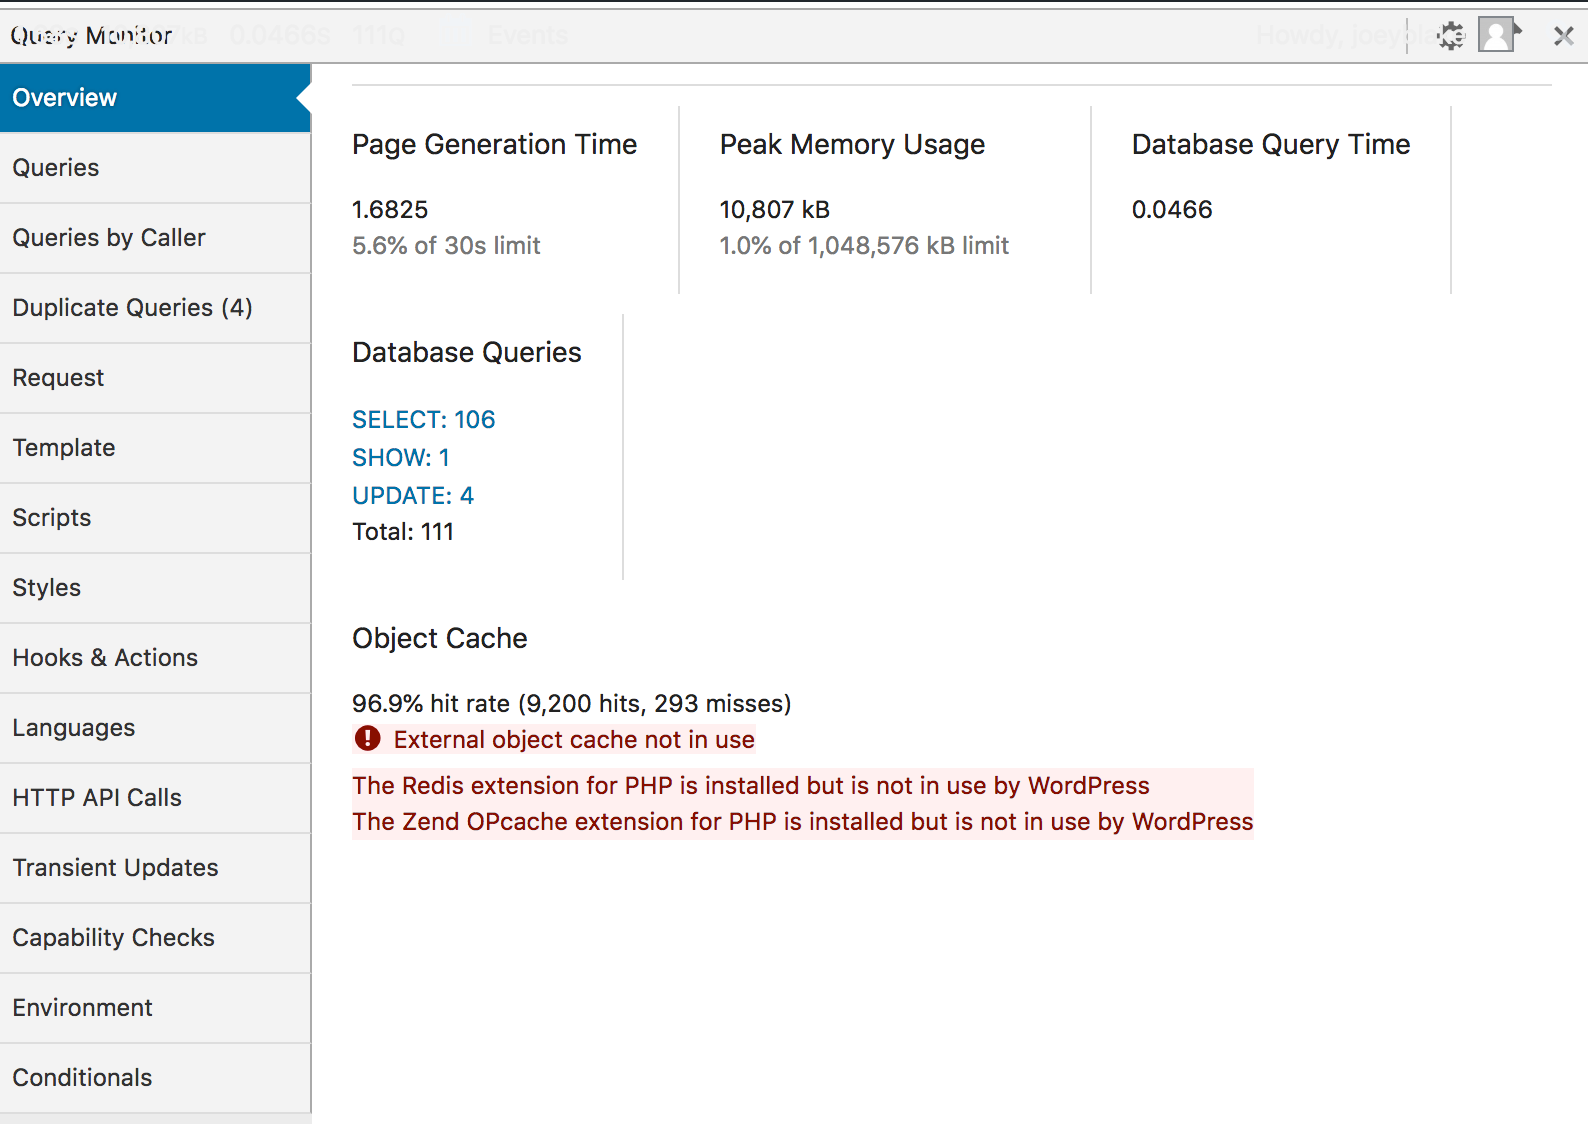 Query Monitor
0.0466s
Events
Howdy,
Overview
Queries
Queries by Caller
Duplicate Queries (4)
Request
Template
Scripts
Styles
Hooks & Actions
Languages
HTTP API Calls
Transient Updates
Capability Checks
Environment
Conditionals
Page Generation Time
1.6825
5.6% of 30s limit
Peak Memory Usage
10,807 kB
1.0% of 1,048,576 kB limit
Database Query Time
0.0466
Database Queries
SELECT: 106
SHOW: 1
UPDATE: 4
Total: 111
Object Cache
96.9% hit rate (9,200 hits, 293 misses)
External object cache not in use
The Redis extension for PHP is installed but is not in use by WordPress
The Zend OPcache extension for PHP is installed but is not in use by WordPress